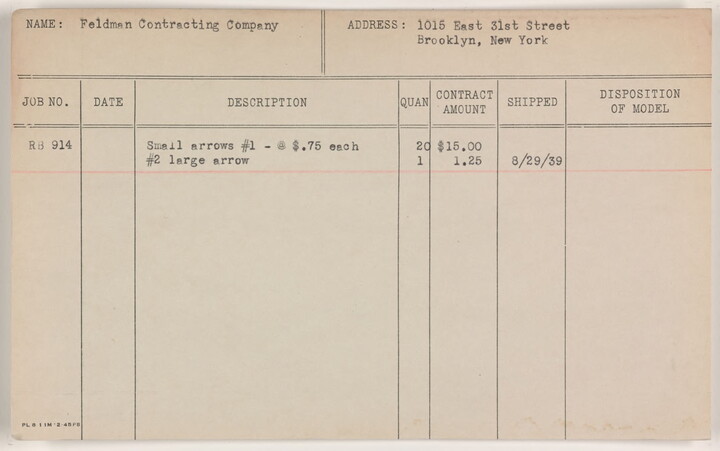 NAME: Feldman Contracting Company ADDRESS: 1015 East 31st Street
Brooklyn, New York
JOB NO. DATE DESCRIPTION QUAN CONTRACT AMOUNT SHIPPED DISPOSITION OF MODEL
RB 914 Small arrows #1 - @ $.75 each 20 $15.00
#2 large arrow 1 1.25 8/29/39